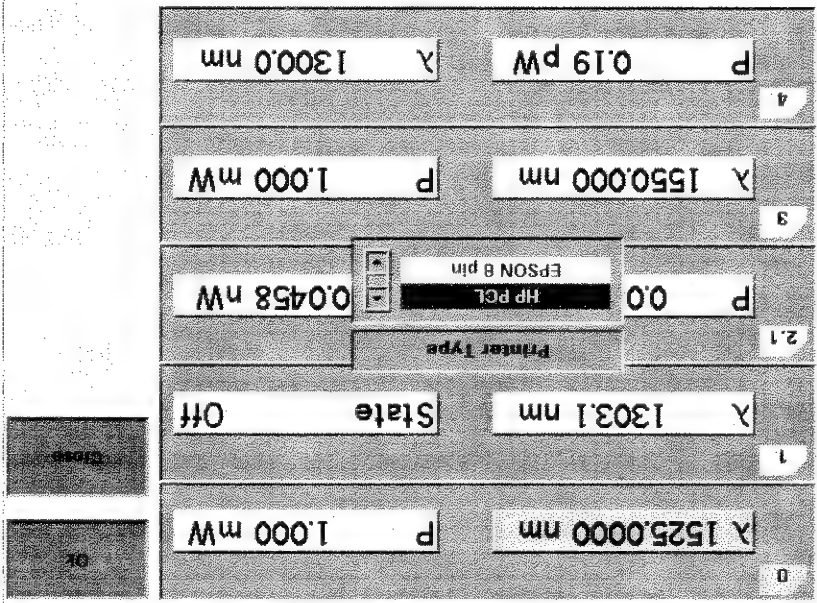 0
λ 1525.0000 nm P 1.000 mW
Ok
1
λ 1303.1 nm State Off
Close
2.1
P 0.0 0.0458 nW
Printer Type
HP PCL
EPSON 8 pin
3
λ 1550.000 nm P 1.000 mW
4
P 0.19 pW λ 1300.0 nm